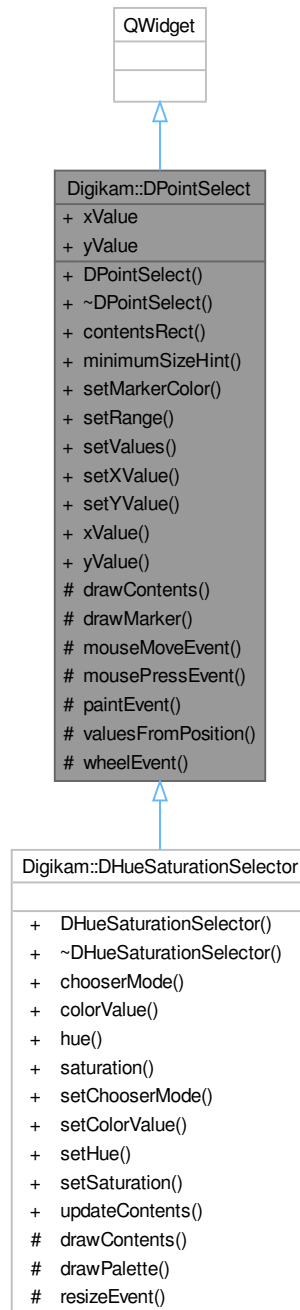 QWidget
Digikam::DPointSelect
+ xValue
+ yValue
+ DPointSelect()
+ ~DPointSelect()
+ contentsRect()
+ minimumSizeHint()
+ setMarkerColor()
+ setRange()
+ setValues()
+ setXValue()
+ setYValue()
+ xValue()
+ yValue()
# drawContents()
# drawMarker()
# mouseMoveEvent()
# mousePressEvent()
# paintEvent()
# valuesFromPosition()
# wheelEvent()
Digikam::DHueSaturationSelector
+ DHueSaturationSelector()
+ ~DHueSaturationSelector()
+ chooserMode()
+ colorValue()
+ hue()
+ saturation()
+ setChooserMode()
+ setColorValue()
+ setHue()
+ setSaturation()
+ updateContents()
# drawContents()
# drawPalette()
# resizeEvent()